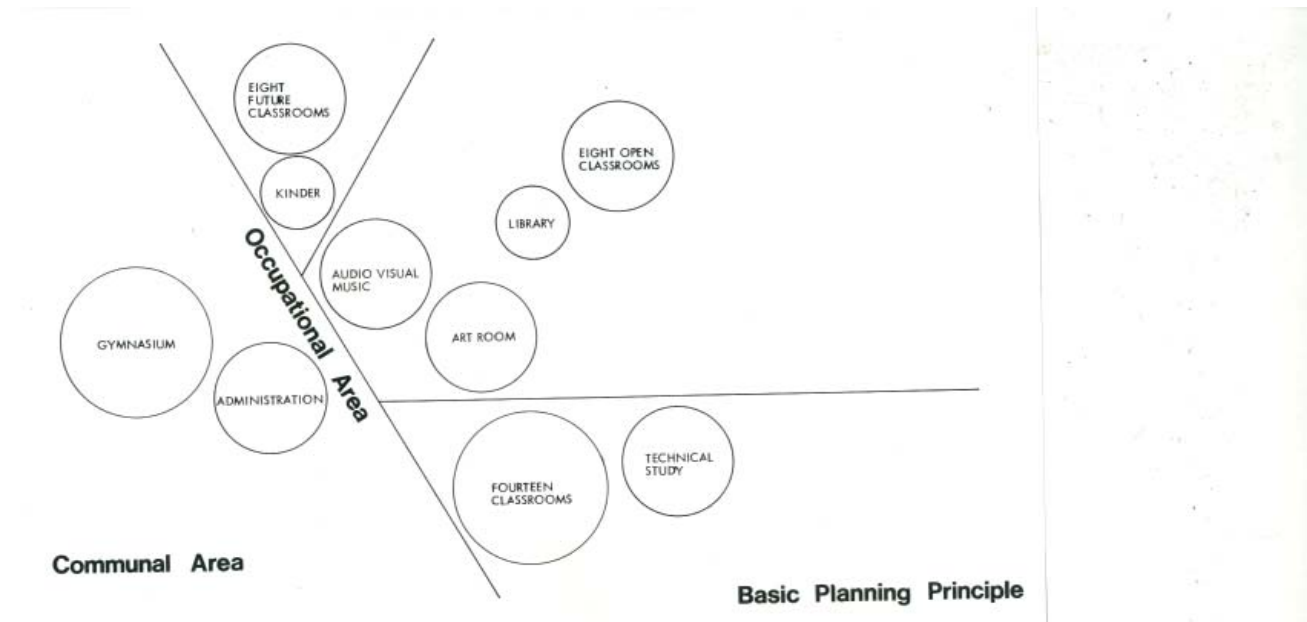 EIGHT
FUTURE
CLASSROOMS
KINDER
EIGHT OPEN
CLASSROOMS
LIBRARY
AUDIO VISUAL
MUSIC
ART ROOM
Occupational Area
GYMNASIUM
ADMINISTRATION
FOURTEEN
CLASSROOMS
TECHNICAL
STUDY
Communal Area
Basic Planning Principle